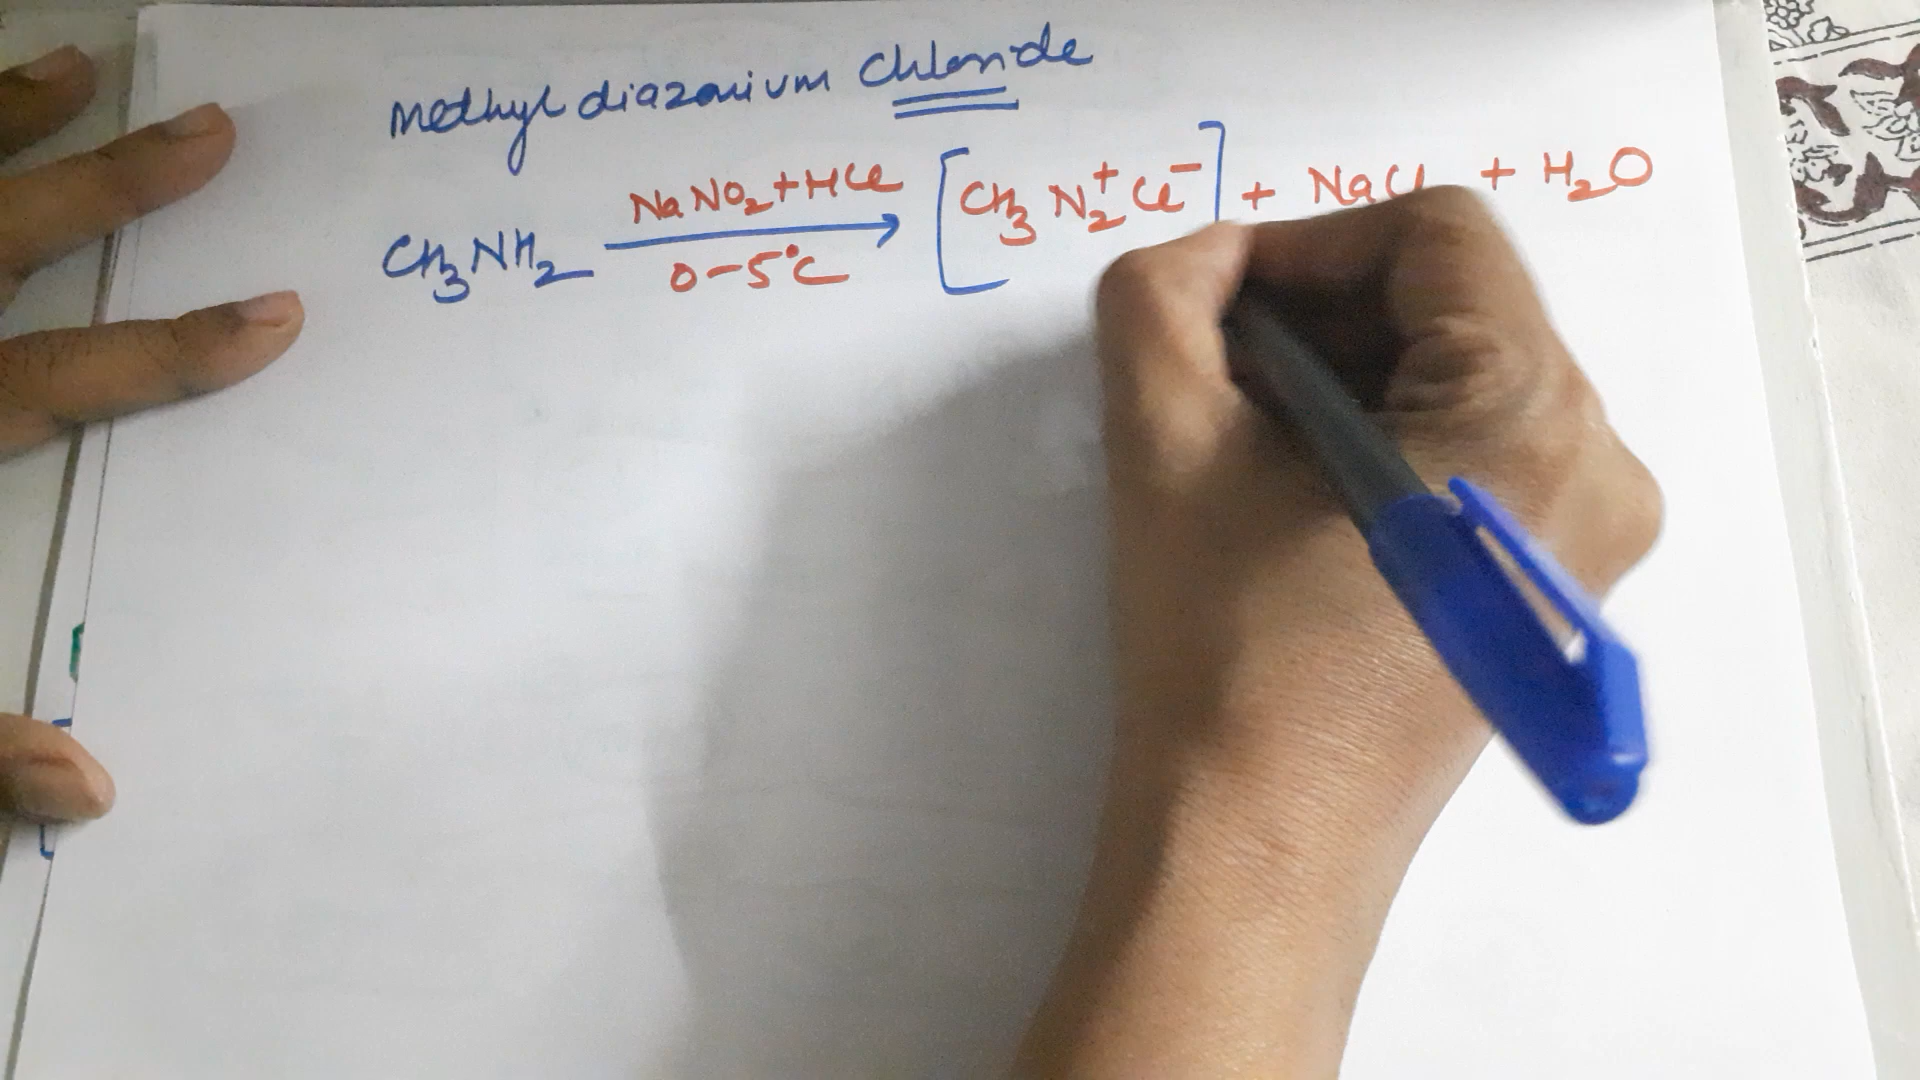 Methyl diazonium Chloride
NaNO₂+HCl
CH₃NH₂ → [CH₃N₂⁺Cl⁻] + NaCl + H₂O
0-5°C